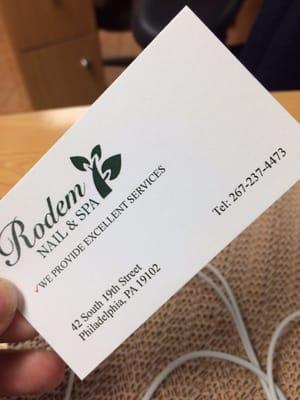 Rodem
NAIL & SPA
WE PROVIDE EXCELLENT SERVICES
Tel: 267-237-4473
42 South 19th Street
Philadelphia, PA 19102